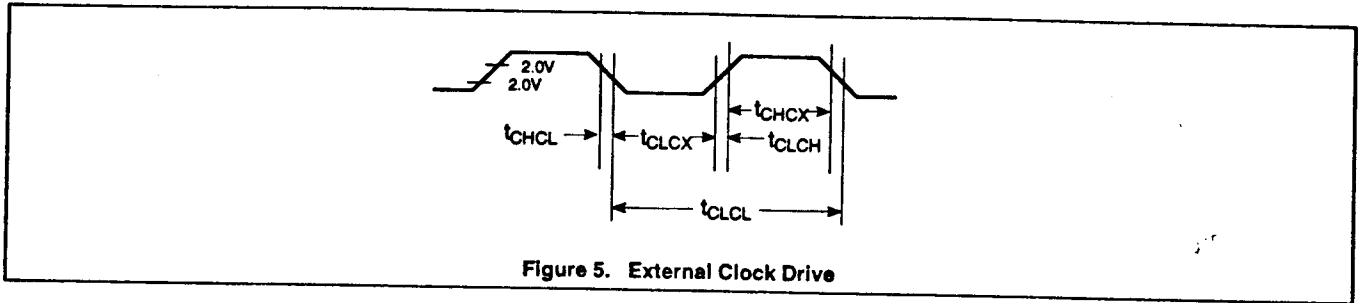 2.0V
2.0V
tCHCX
tCHCL
tCLCX
tCLCH
tCLCL
Figure 5. External Clock Drive